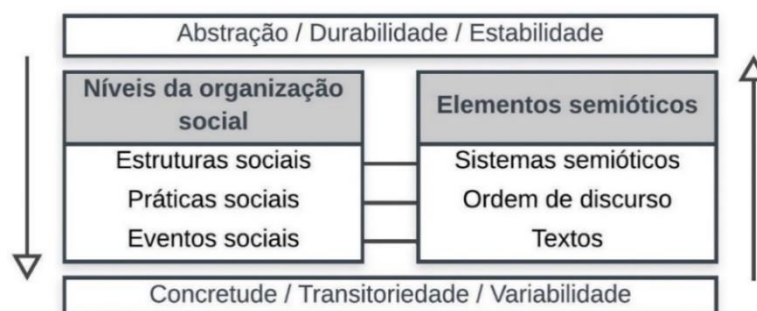 Abstração / Durabilidade / Estabilidade
Níveis da organização
social
Elementos semióticos
Estruturas sociais
Sistemas semióticos
Práticas sociais
Ordem de discurso
Eventos sociais
Textos
Concretude / Transitoriedade / Variabilidade